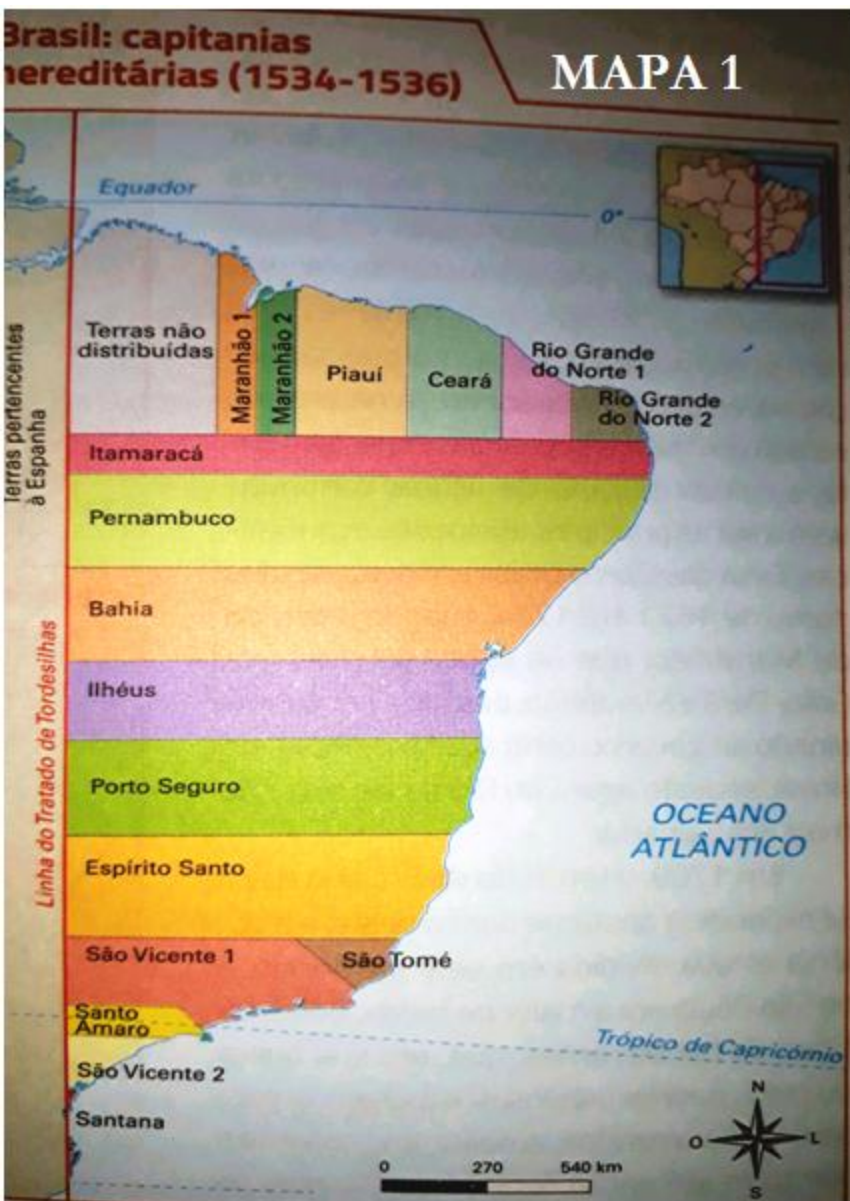 Brasil: capitanias
hereditárias (1534-1536)
MAPA 1
Equador
0°
Terras pertencentes
à Espanha
Linha do Tratado de Tordesilhas
Terras não
distribuídas
Maranhão 1
Maranhão 2
Piauí
Ceará
Rio Grande
do Norte 1
Rio Grande
do Norte 2
Itamaracá
Pernambuco
Bahia
Ilhéus
Porto Seguro
Espírito Santo
São Vicente 1
São Tomé
Santo
Amaro
São Vicente 2
Santana
OCEANO
ATLÂNTICO
Trópico de Capricórnio
N
O
L
S
0 270 540 km